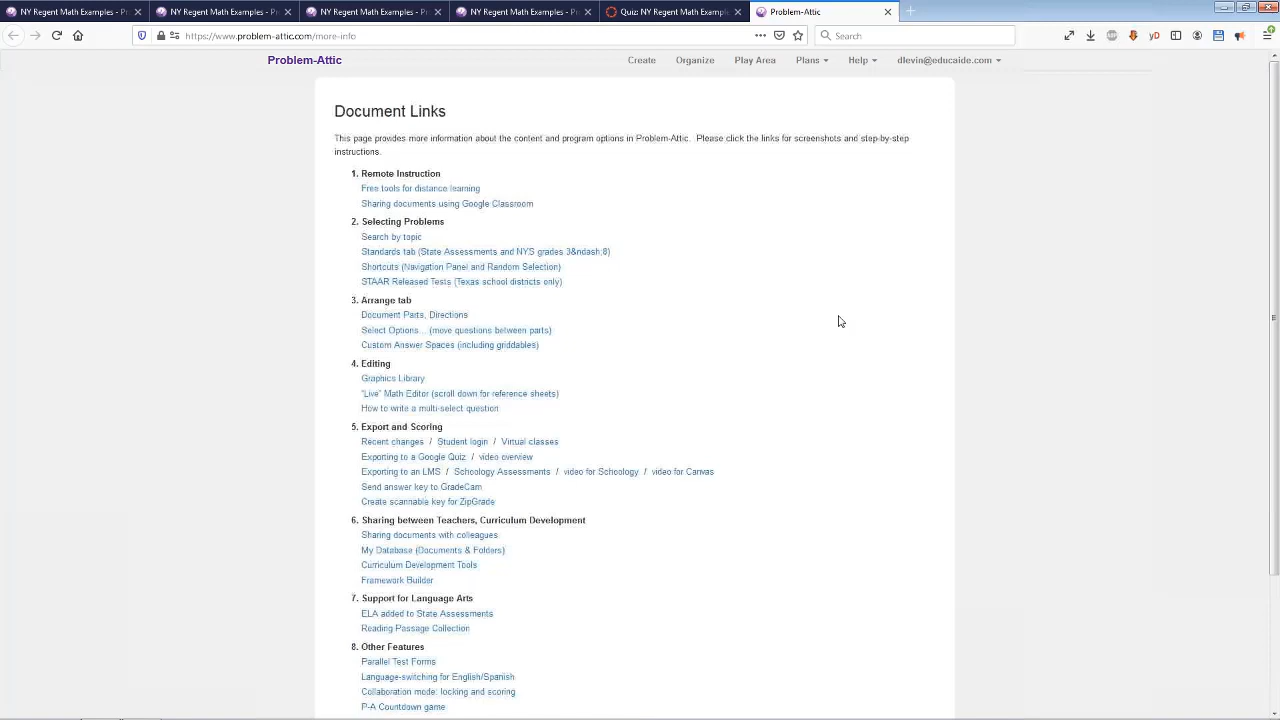 NY Regent Math Examples - P
NY Regent Math Examples - P
NY Regent Math Examples - P
NY Regent Math Examples - P
Quiz: NY Regent Math Example
Problem-Attic
https://www.problem-attic.com/more-info
Search
yD
Problem-Attic
Create
Organize
Play Area
Plans
Help
dlevin@educaide.com
Document Links
This page provides more information about the content and program options in Problem-Attic. Please click the links for screenshots and step-by-step
instructions.
1. Remote Instruction
Free tools for distance learning
Sharing documents using Google Classroom
2. Selecting Problems
Search by topic
Standards tab (State Assessments and NYS grades 3&ndash;8)
Shortcuts (Navigation Panel and Random Selection)
STAAR Released Tests (Texas school districts only)
3. Arrange tab
Document Parts, Directions
Select Options... (move questions between parts)
Custom Answer Spaces (including griddables)
4. Editing
Graphics Library
"Live" Math Editor (scroll down for reference sheets)
How to write a multi-select question
5. Export and Scoring
Recent changes / Student login / Virtual classes
Exporting to a Google Quiz / video overview
Exporting to an LMS / Schoology Assessments / video for Schoology / video for Canvas
Send answer key to GradeCam
Create scannable key for ZipGrade
6. Sharing between Teachers, Curriculum Development
Sharing documents with colleagues
My Database (Documents & Folders)
Curriculum Development Tools
Framework Builder
7. Support for Language Arts
ELA added to State Assessments
Reading Passage Collection
8. Other Features
Parallel Test Forms
Language-switching for English/Spanish
Collaboration mode: locking and scoring
P-A Countdown game